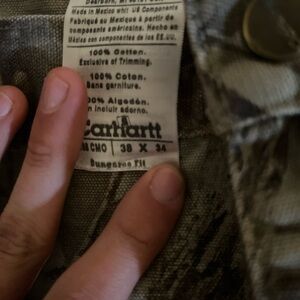 Made in Mexico whit US Components
Fabriqué au Mexique à partir de
composants américains. Hecho en
México con componentes de los EE.UU.
100% Cotton.
Exclusive of Trimming.
100% Coton.
Sans garniture.
100% Algodón.
incluir adorno.
Carhartt
CMO 38 X 34
Dungaree Fit